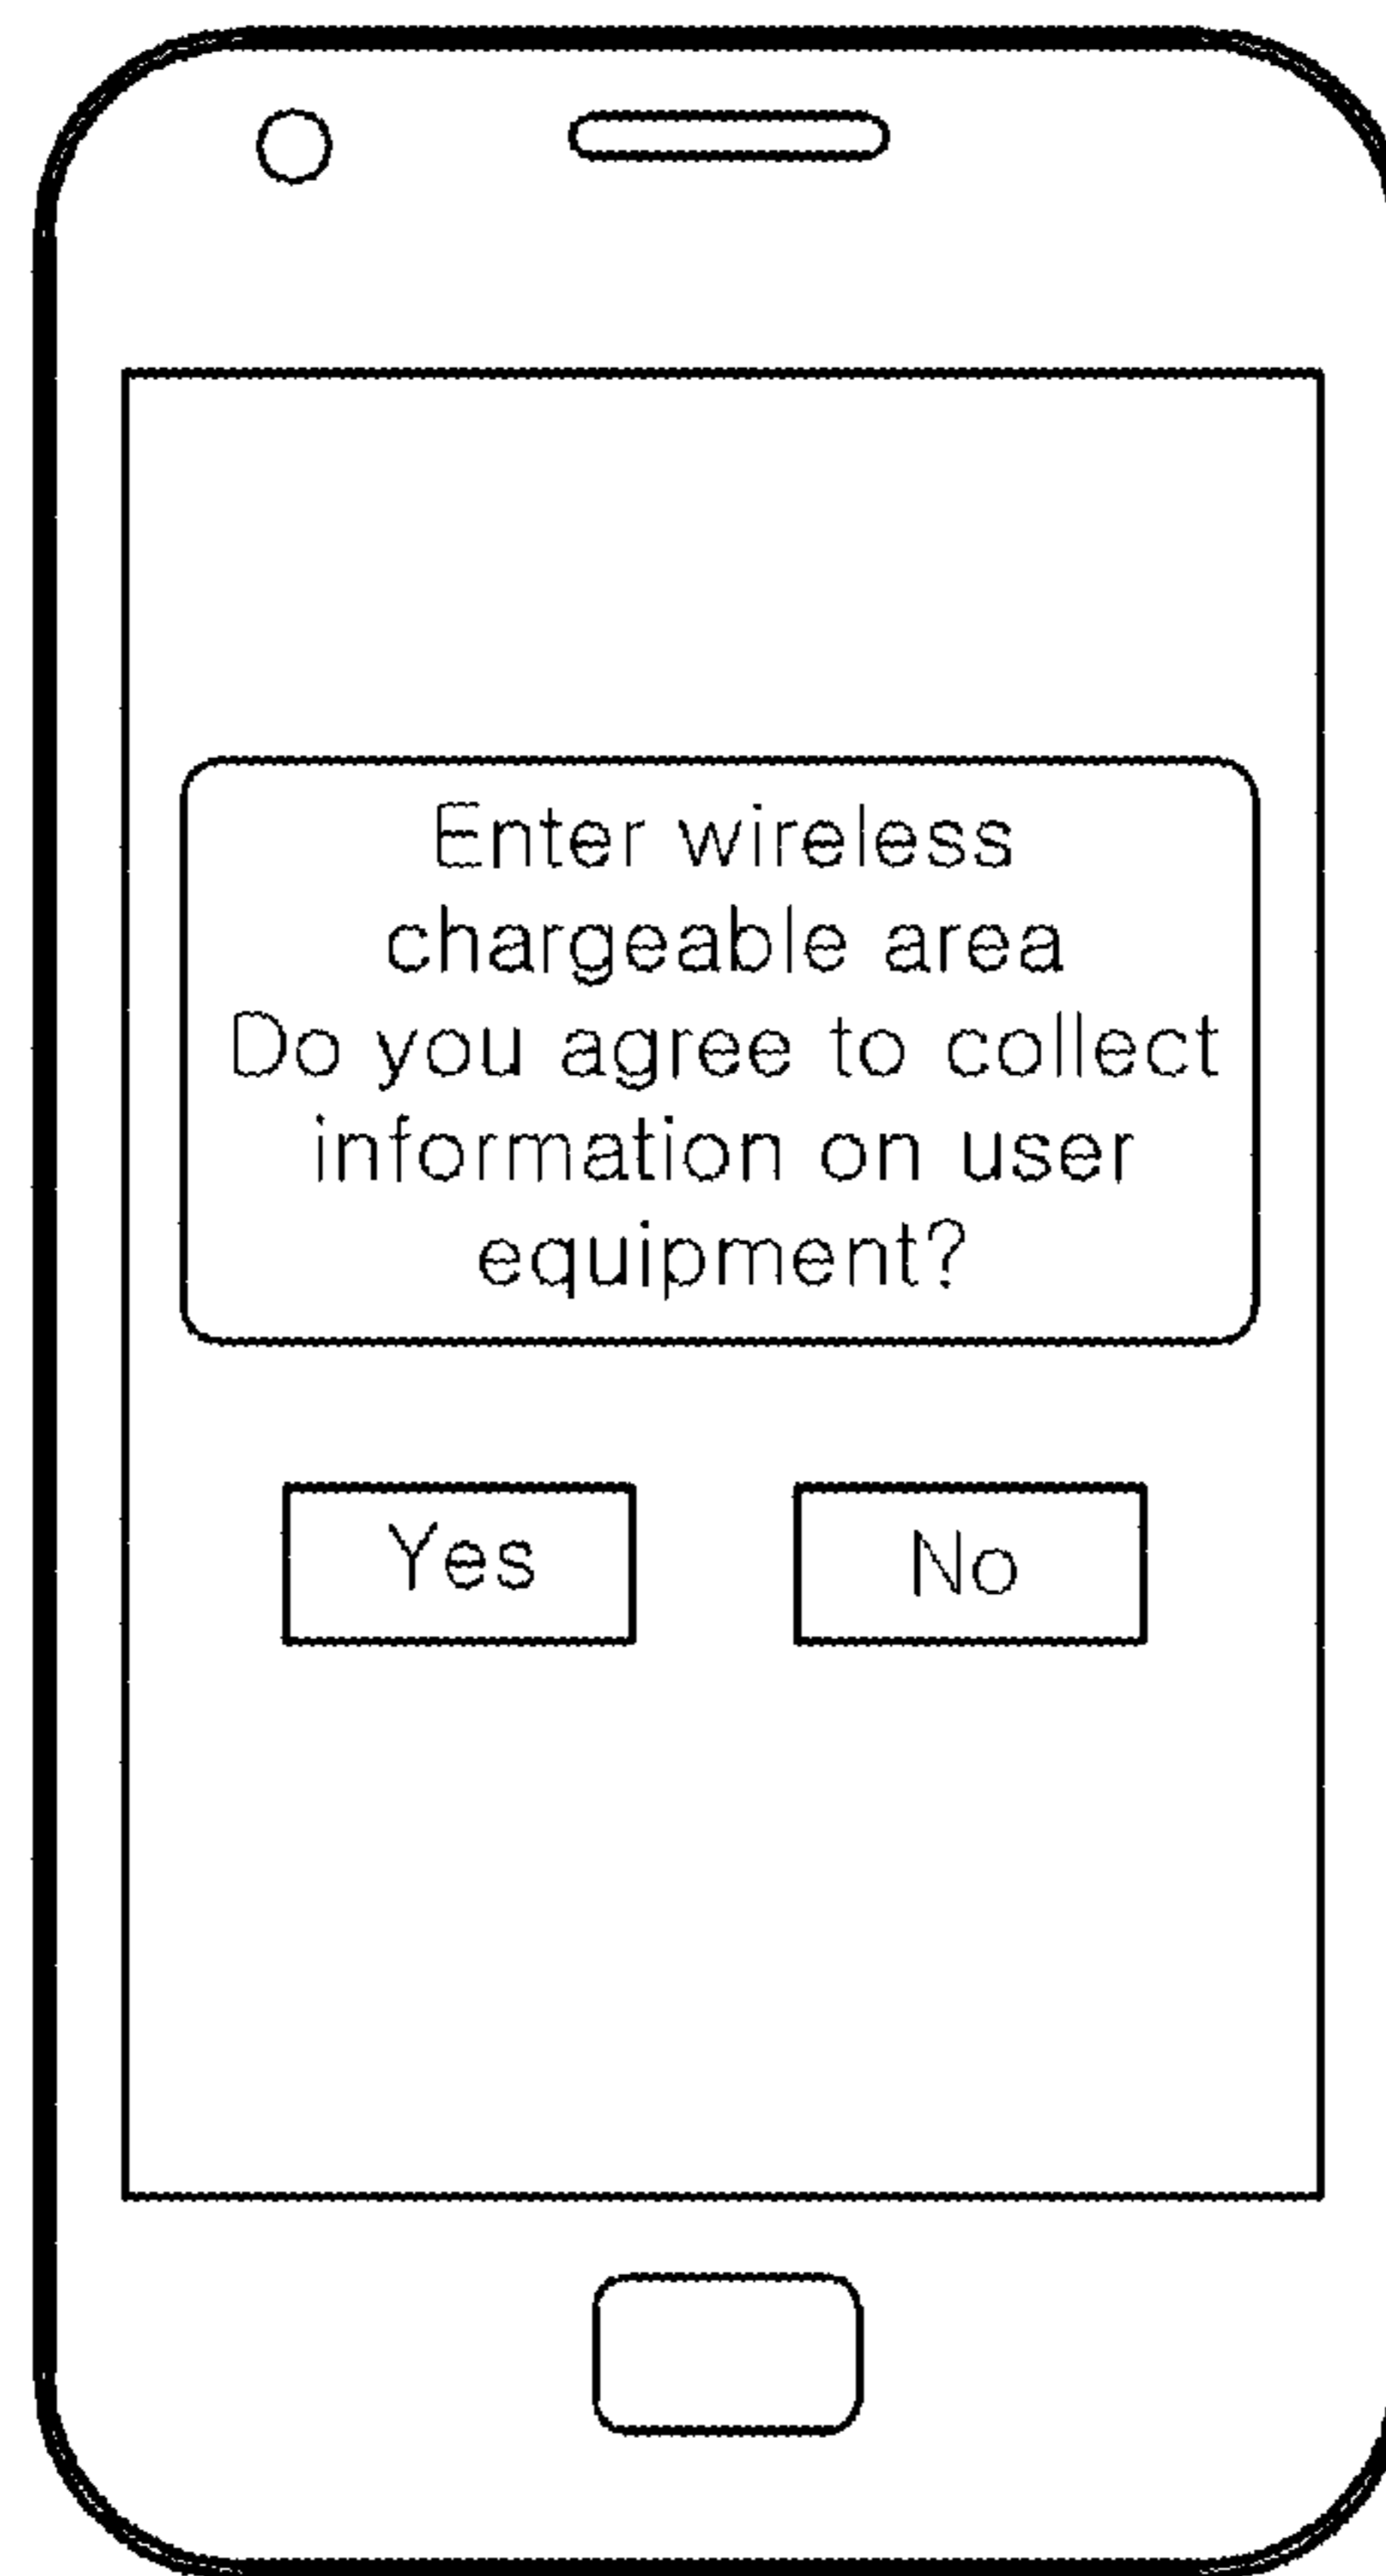 Enter wireless
chargeable area
Do you agree to collect
information on user
equipment?
Yes No